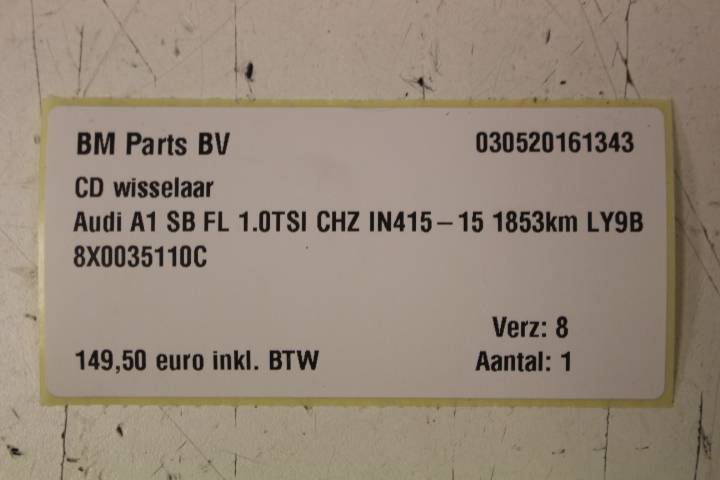 BM Parts BV 030520161343
CD wisselaar
Audi A1 SB FL 1.0TSI CHZ IN415-15 1853km LY9B
8X0035110C
Verz: 8
149,50 euro inkl. BTW Aantal: 1